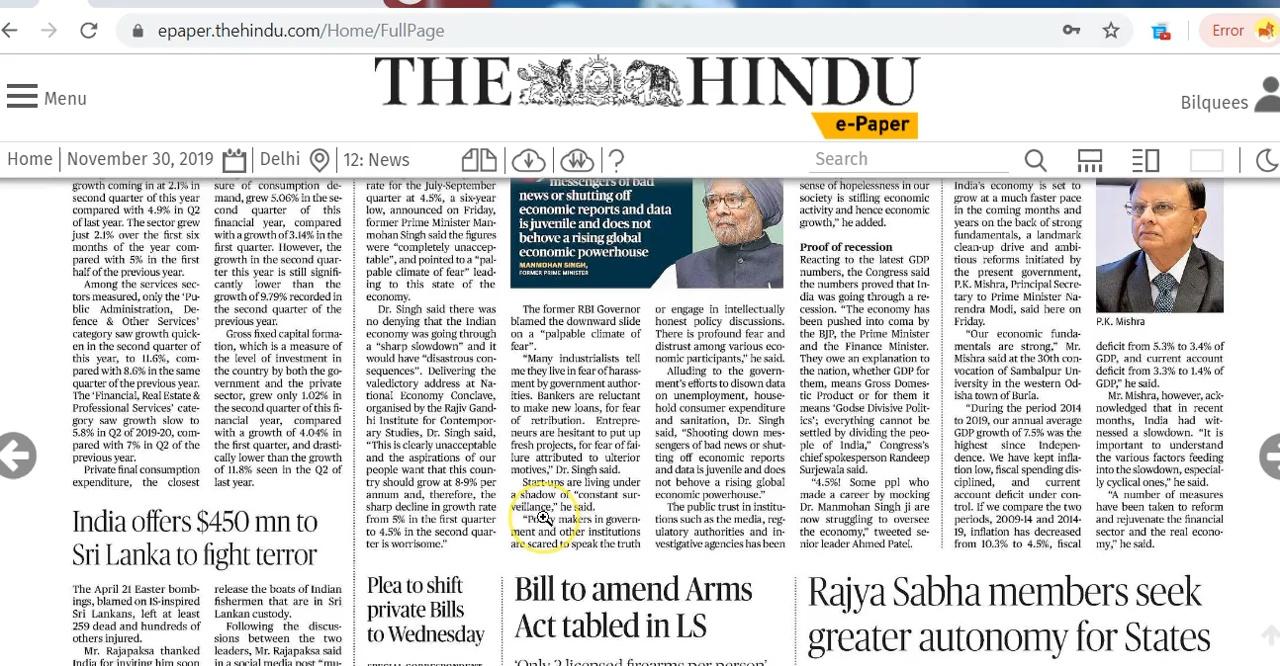 epaper.thehindu.com/Home/FullPage
Error
Menu
THE HINDU
e-Paper
Bilquees
Home
November 30, 2019
Delhi
12: News
Search
growth coming in at 2.1% in
second quarter of this year
compared with 4.9% in Q2
of last year. The sector grew
just 2.1% over the first six
months of the year com-
pared with 5% in the first
half of the previous year.
Among the services sec-
tors measured, only the ‘Pu-
blic Administration, De-
fence & Other Services’
category saw growth quick-
en in the second quarter of
this year, to 11.6%, com-
pared with 8.6% in the same
quarter of the previous year.
The ‘Financial, Real Estate &
Professional Services’ cate-
gory saw growth slow to
5.8% in Q2 of 2019-20, com-
pared with 7% in Q2 of the
previous year.
Private final consumption
expenditure, the closest
sure of consumption de-
mand, grew 5.06% in the se-
cond quarter of this
financial year, compared
with a growth of 3.14% in the
first quarter. However, the
growth in the second quar-
ter this year is still signifi-
cantly lower than the
growth of 9.79% recorded in
the second quarter of the
previous year.
Gross fixed capital forma-
tion, which is a measure of
the level of investment in
the country by both the go-
vernment and the private
sector, grew only 1.02% in
the second quarter of this fi-
nancial year, compared
with a growth of 4.04% in
the first quarter, and drasti-
cally lower than the growth
of 11.8% seen in the Q2 of
last year.
India offers $450 mn to
Sri Lanka to fight terror
The April 21 Easter bomb-
ings, blamed on IS-inspired
Sri Lankans, left at least
259 dead and hundreds of
others injured.
Mr. Rajapaksa thanked
India for inviting him soon
release the boats of Indian
fishermen that are in Sri
Lankan custody.
Following the discus-
sions between the two
leaders, Mr. Rajapaksa said
in a social media post “mu-
rate for the July-September
quarter at 4.5%, a six-year
low, announced on Friday,
former Prime Minister Man-
mohan Singh said the figures
were “completely unaccep-
table”, and pointed to a “pal-
pable climate of fear” lead-
ing to this state of the
economy.
Dr. Singh said there was
no denying that the Indian
economy was going through
a “sharp slowdown” and it
would have “disastrous con-
sequences”. Delivering the
valedictory address at Na-
tional Economy Conclave,
organised by the Rajiv Gand-
hi Institute for Contempor-
ary Studies, Dr. Singh said,
“This is clearly unacceptable
and the aspirations of our
people want that this coun-
try should grow at 8-9% per
annum and, therefore, the
sharp decline in growth rate
from 5% in the first quarter
to 4.5% in the second quar-
ter is worrisome.”
messengers of bad
news or shutting off
economic reports and data
is juvenile and does not
behove a rising global
economic powerhouse
MANMOHAN SINGH,
FORMER PRIME MINISTER
The former RBI Governor
blamed the downward slide
on a “palpable climate of
fear”.
“Many industrialists tell
me they live in fear of harass-
ment by government author-
ities. Bankers are reluctant
to make new loans, for fear
of retribution. Entrepre-
neurs are hesitant to put up
fresh projects, for fear of fai-
lure attributed to ulterior
motives,” Dr. Singh said.
Start-ups are living under
a shadow of “constant sur-
veillance,” he said.
makers in govern-
ment and other institutions
are scared to speak the truth
or engage in intellectually
honest policy discussions.
There is profound fear and
distrust among various eco-
nomic participants,” he said.
Alluding to the govern-
ment’s efforts to disown data
on unemployment, house-
hold consumer expenditure
and sanitation, Dr. Singh
said, “Shooting down mes-
sengers of bad news or shut-
ting off economic reports
and data is juvenile and does
not behove a rising global
economic powerhouse.”
The public trust in institu-
tions such as the media, reg-
ulatory authorities and in-
vestigative agencies has been
sense of hopelessness in our
society is stifling economic
activity and hence economic
growth,” he added.
Proof of recession
Reacting to the latest GDP
numbers, the Congress said
the numbers proved that In-
dia was going through a re-
cession. “The economy has
been pushed into coma by
the BJP, the Prime Minister
and the Finance Minister.
They owe an explanation to
the nation, whether GDP for
them, means Gross Domes-
tic Product or for them it
means ‘Godse Divisive Polit-
ics’; everything cannot be
settled by dividing the peo-
ple of India,” Congress’s
chief spokesperson Randeep
Surjewala said.
“4.5%! Some ppl who
made a career by mocking
Dr. Manmohan Singh ji are
now struggling to oversee
the economy,” tweeted se-
nior leader Ahmed Patel.
India’s economy is set to
grow at a much faster pace
in the coming months and
years on the back of strong
fundamentals, a landmark
clean-up drive and ambi-
tious reforms initiated by
the present government,
P.K. Mishra, Principal Secre-
tary to Prime Minister Na-
rendra Modi, said here on
Friday.
“Our economic funda-
mentals are strong,” Mr.
Mishra said at the 30th con-
vocation of Sambalpur Un-
iversity in the western Od-
isha town of Burla.
“During the period 2014
to 2019, our annual average
GDP growth of 7.5% was the
highest since Indepen-
dence. We have kept infla-
tion low, fiscal spending dis-
ciplined, and current
account deficit under con-
trol. If we compare the two
periods, 2009-14 and 2014-
19, inflation has decreased
from 10.3% to 4.5%, fiscal
P.K. Mishra
deficit from 5.3% to 3.4% of
GDP, and current account
deficit from 3.3% to 1.4% of
GDP,” he said.
Mr. Mishra, however, ack-
nowledged that in recent
months, India had wit-
nessed a slowdown. “It is
important to understand
the various factors feeding
into the slowdown, especial-
ly cyclical ones,” he said.
“A number of measures
have been taken to reform
and rejuvenate the financial
sector and the real econo-
my,” he said.
Plea to shift
private Bills
to Wednesday
SPECIAL CORRESPONDENT
Bill to amend Arms
Act tabled in LS
‘Only 2 licensed firearms per person’
Rajya Sabha members seek
greater autonomy for States